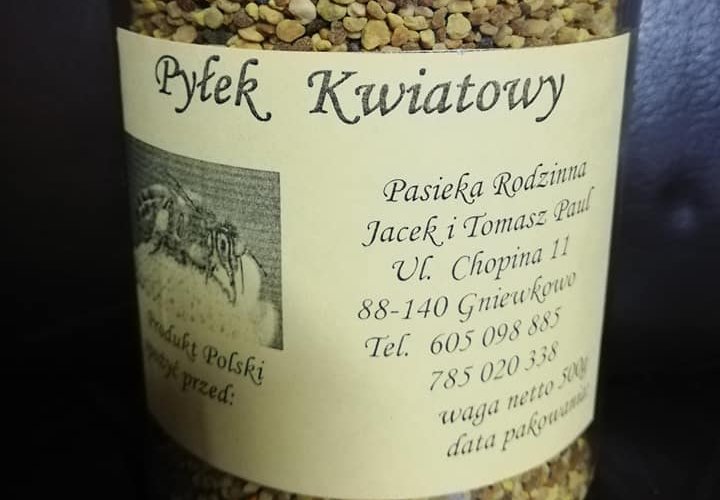 Pyłek Kwiatowy
Pasieka Rodzinna
Jacek i Tomasz Paul
Ul. Chopina 11
88-140 Gniewkowo
Tel. 605 098 885
785 020 338
waga netto 500g
data pakowania:
Produkt Polski
przed: